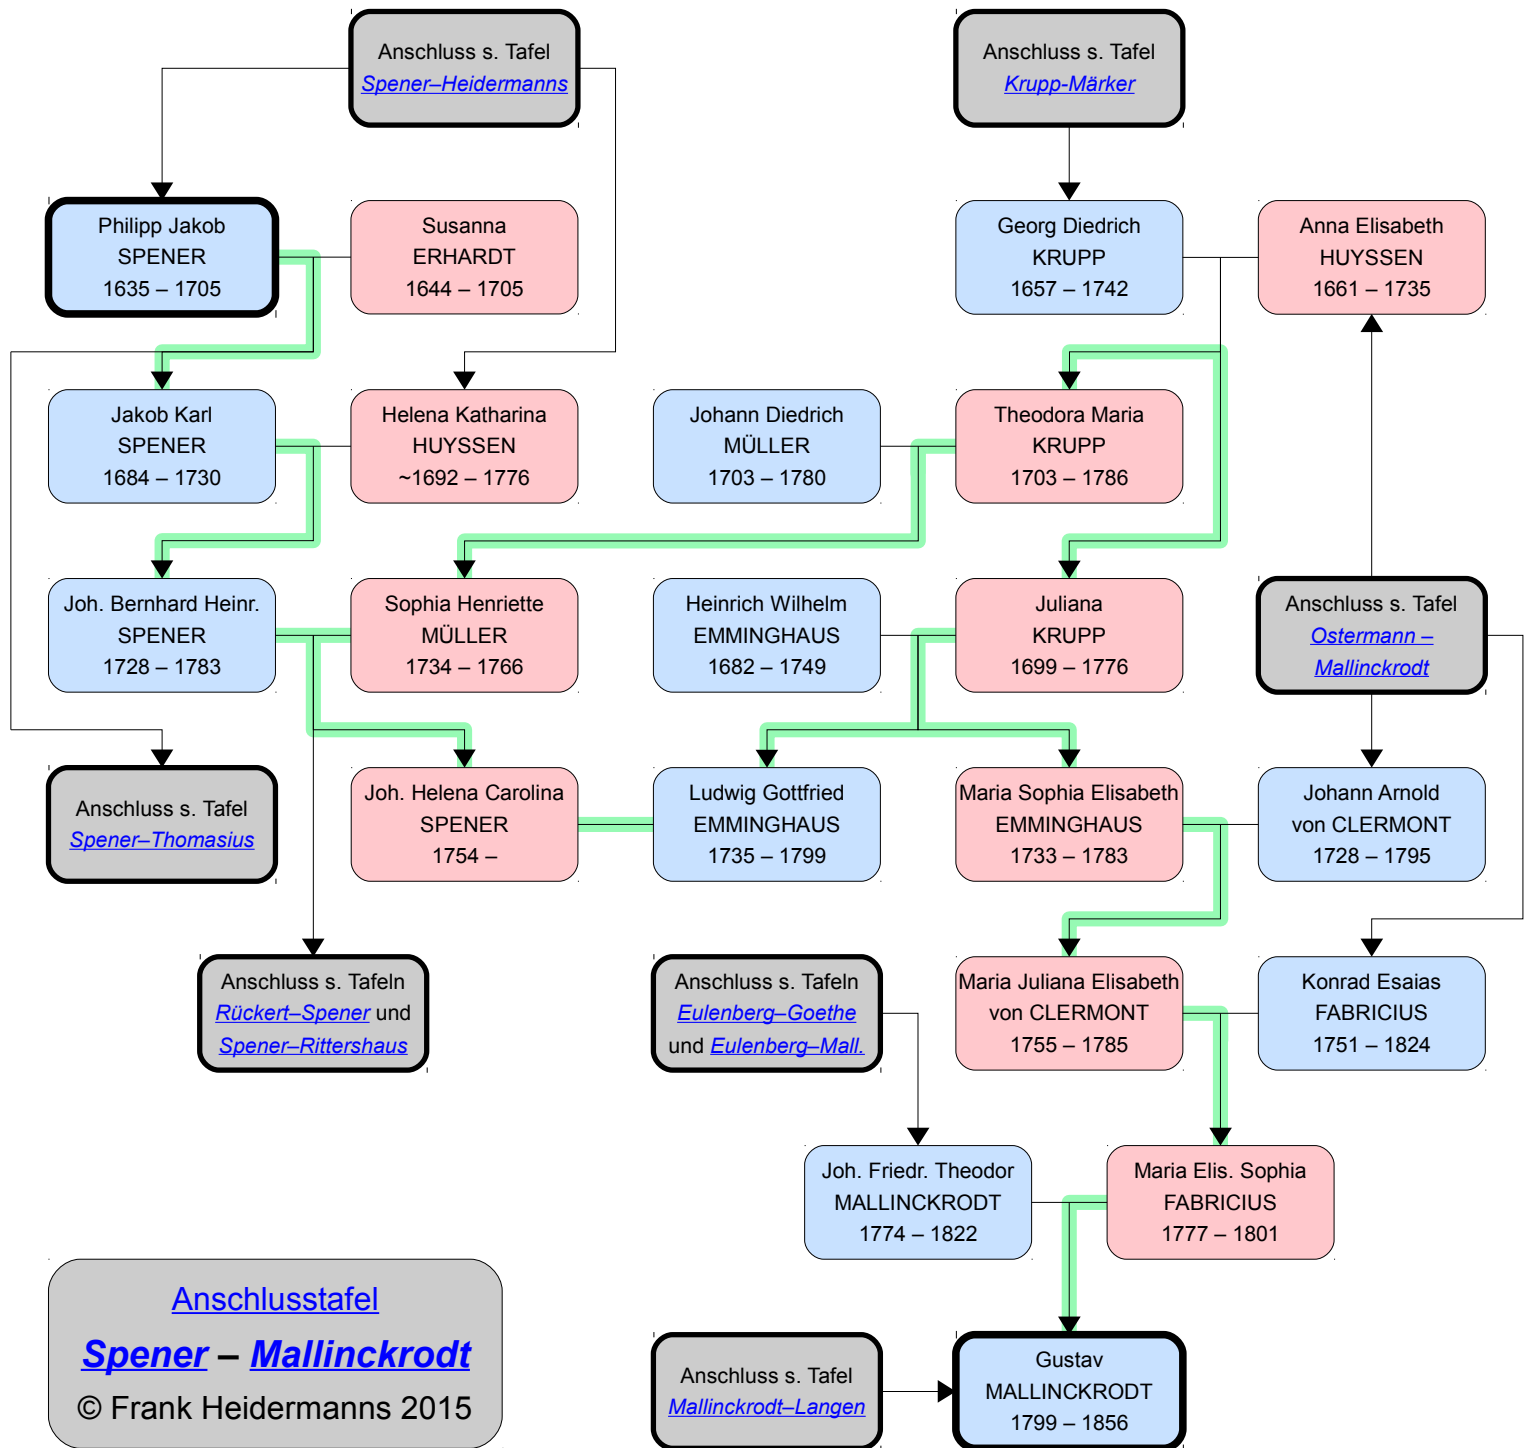 Anschluss s. Tafel
Spener–Heidermanns
Anschluss s. Tafel
Krupp-Märker
Philipp Jakob
SPENER
1635 – 1705
Susanna
ERHARDT
1644 – 1705
Georg Diedrich
KRUPP
1657 – 1742
Anna Elisabeth
HUYSSEN
1661 – 1735
Jakob Karl
SPENER
1684 – 1730
Helena Katharina
HUYSSEN
~1692 – 1776
Johann Diedrich
MÜLLER
1703 – 1780
Theodora Maria
KRUPP
1703 – 1786
Joh. Bernhard Heinr.
SPENER
1728 – 1783
Sophia Henriette
MÜLLER
1734 – 1766
Heinrich Wilhelm
EMMINGHAUS
1682 – 1749
Juliana
KRUPP
1699 – 1776
Anschluss s. Tafel
Ostermann –
Mallinckrodt
Anschluss s. Tafel
Spener–Thomasius
Joh. Helena Carolina
SPENER
1754 –
Ludwig Gottfried
EMMINGHAUS
1735 – 1799
Maria Sophia Elisabeth
EMMINGHAUS
1733 – 1783
Johann Arnold
von CLERMONT
1728 – 1795
Anschluss s. Tafeln
Rückert–Spener und
Spener–Rittershaus
Anschluss s. Tafeln
Eulenberg–Goethe
und Eulenberg–Mall.
Maria Juliana Elisabeth
von CLERMONT
1755 – 1785
Konrad Esaias
FABRICIUS
1751 – 1824
Joh. Friedr. Theodor
MALLINCKRODT
1774 – 1822
Maria Elis. Sophia
FABRICIUS
1777 – 1801
Anschlusstafel
Spener – Mallinckrodt
© Frank Heidermanns 2015
Anschluss s. Tafel
Mallinckrodt–Langen
Gustav
MALLINCKRODT
1799 – 1856